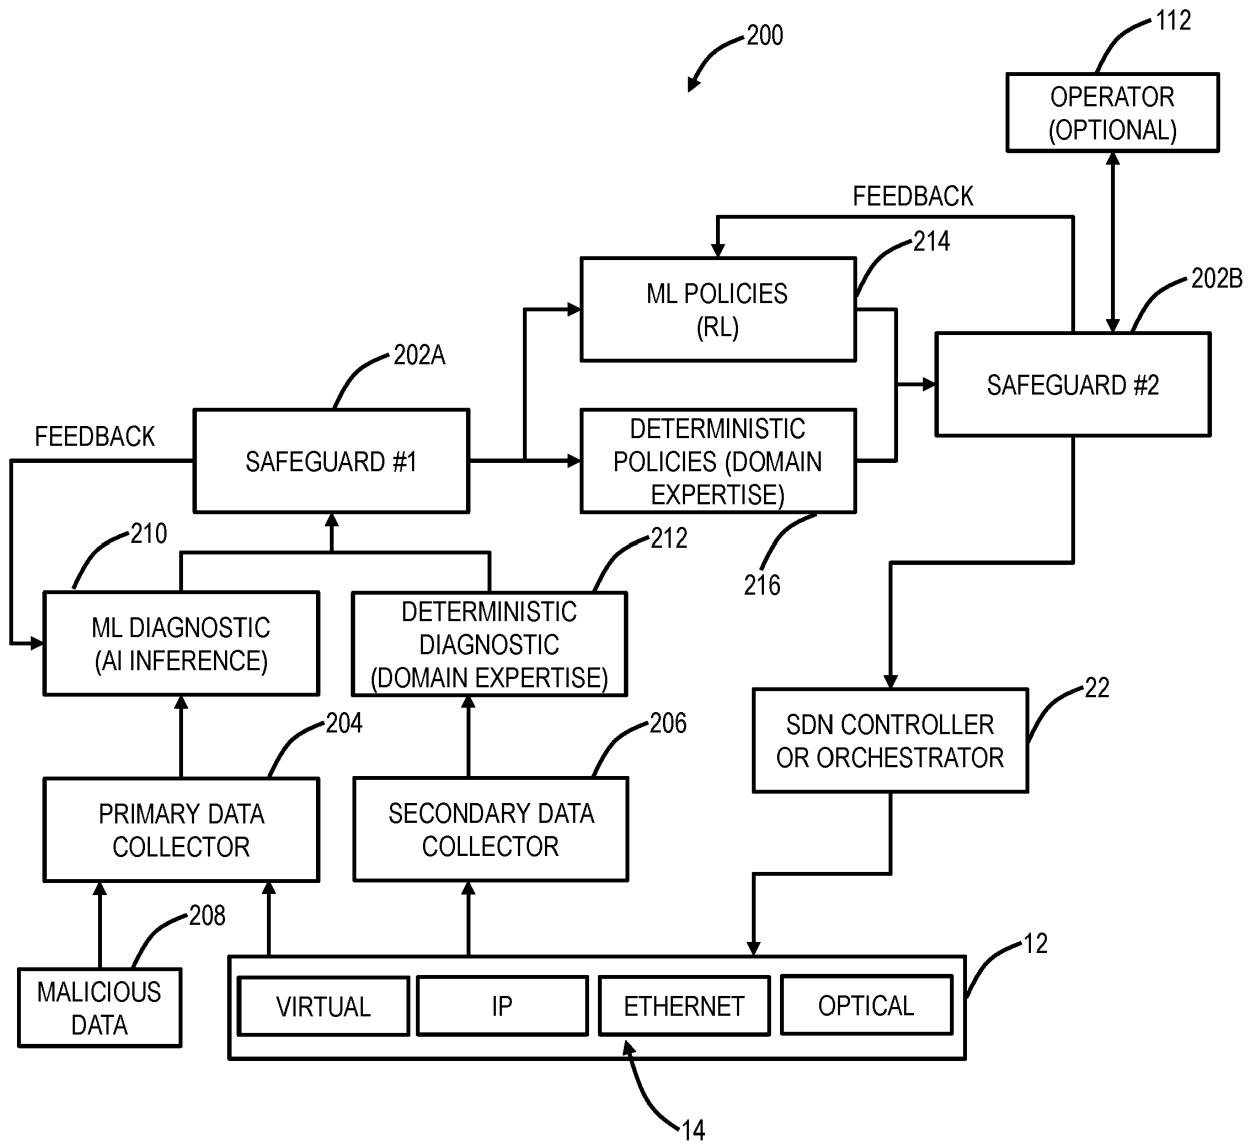 200
112
OPERATOR
(OPTIONAL)
FEEDBACK
214
202B
ML POLICIES
(RL)
202A
SAFEGUARD #2
FEEDBACK
SAFEGUARD #1
DETERMINISTIC
POLICIES (DOMAIN
EXPERTISE)
210
212
216
ML DIAGNOSTIC
(AI INFERENCE)
DETERMINISTIC
DIAGNOSTIC
(DOMAIN EXPERTISE)
204
206
22
SDN CONTROLLER
OR ORCHESTRATOR
PRIMARY DATA
COLLECTOR
SECONDARY DATA
COLLECTOR
208
12
MALICIOUS
DATA
VIRTUAL
IP
ETHERNET
OPTICAL
14